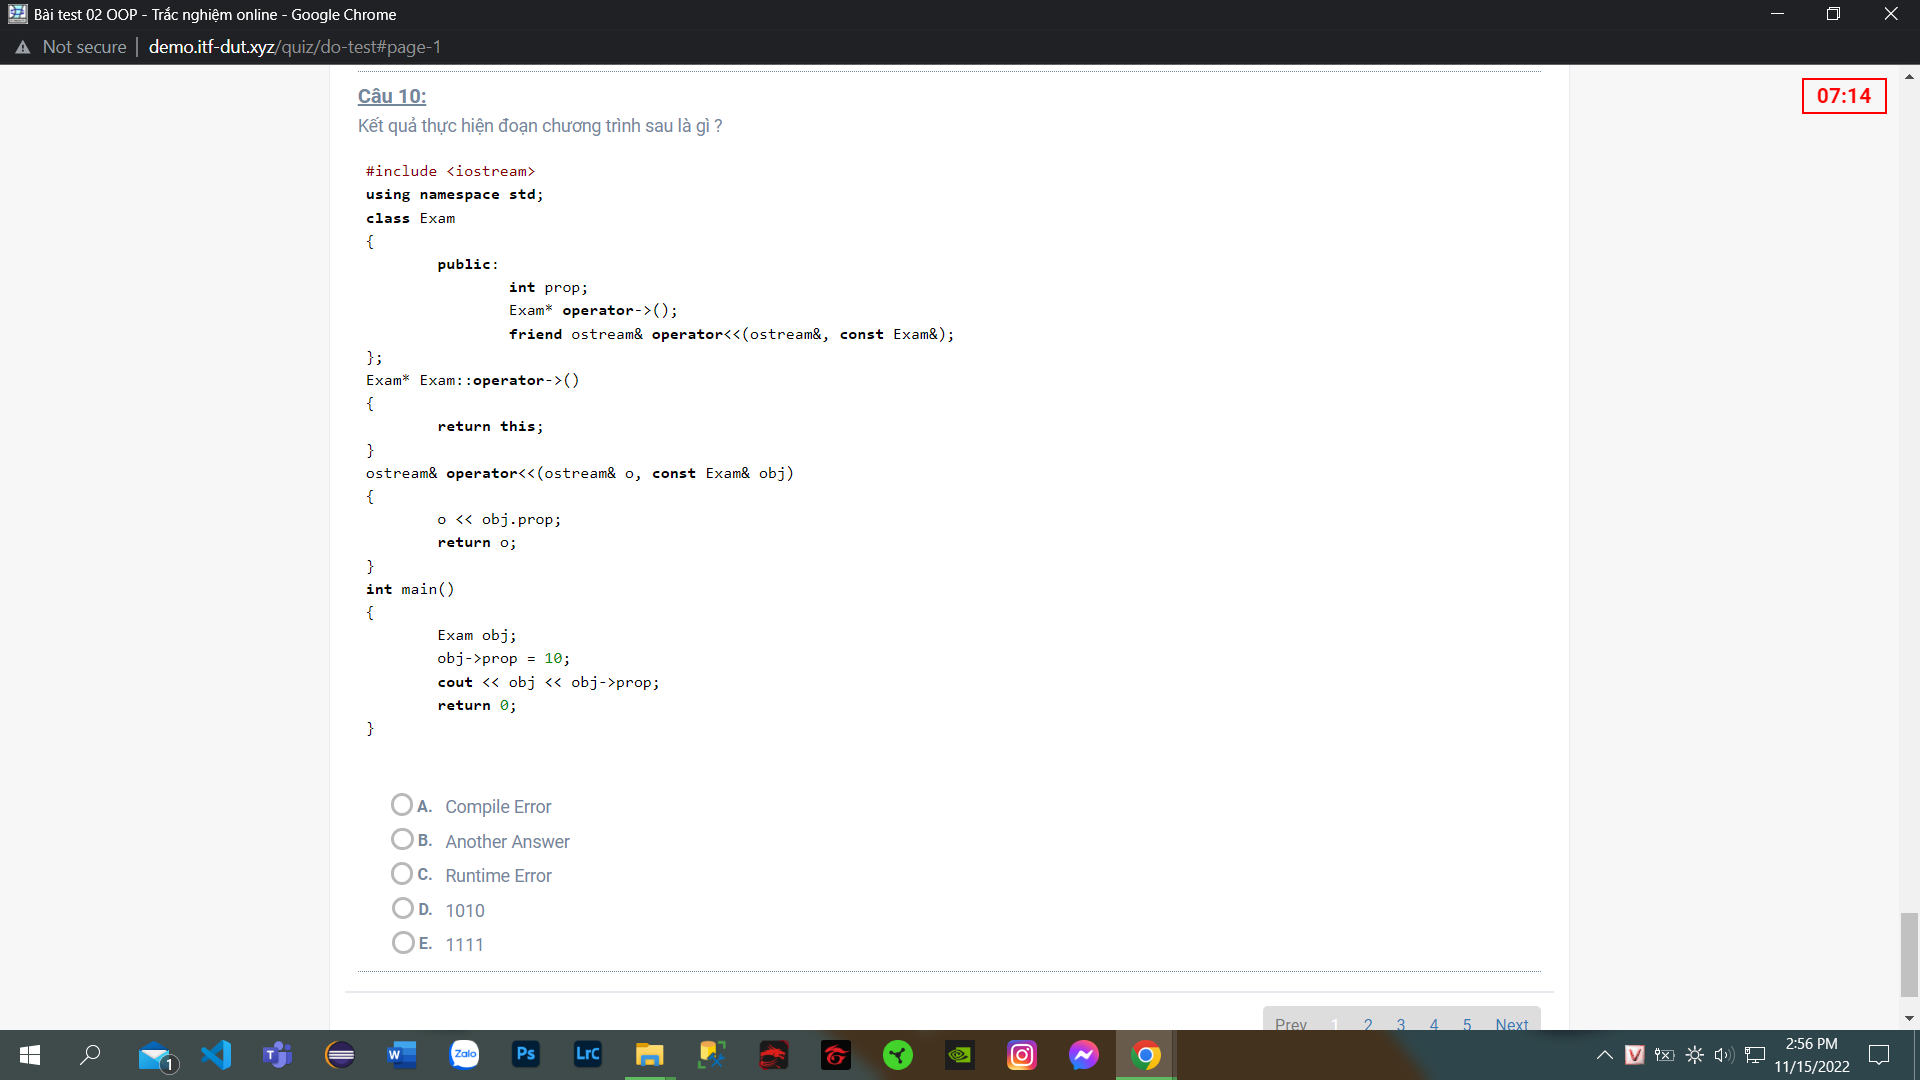 Bài test 02 OOP - Trắc nghiệm online - Google Chrome
Not secure | demo.itf-dut.xyz/quiz/do-test#page-1
07:14
Câu 10:
Kết quả thực hiện đoạn chương trình sau là gì ?
#include <iostream>
using namespace std;
class Exam
{
public:
int prop;
Exam* operator->();
friend ostream& operator<<(ostream&, const Exam&);
};
Exam* Exam::operator->()
{
return this;
}
ostream& operator<<(ostream& o, const Exam& obj)
{
o << obj.prop;
return o;
}
int main()
{
Exam obj;
obj->prop = 10;
cout << obj << obj->prop;
return 0;
}
A. Compile Error
B. Another Answer
C. Runtime Error
D. 1010
E. 1111
Prev 1 2 3 4 5 Next
1 T W Zalo Ps LrC V 2:56 PM
11/15/2022